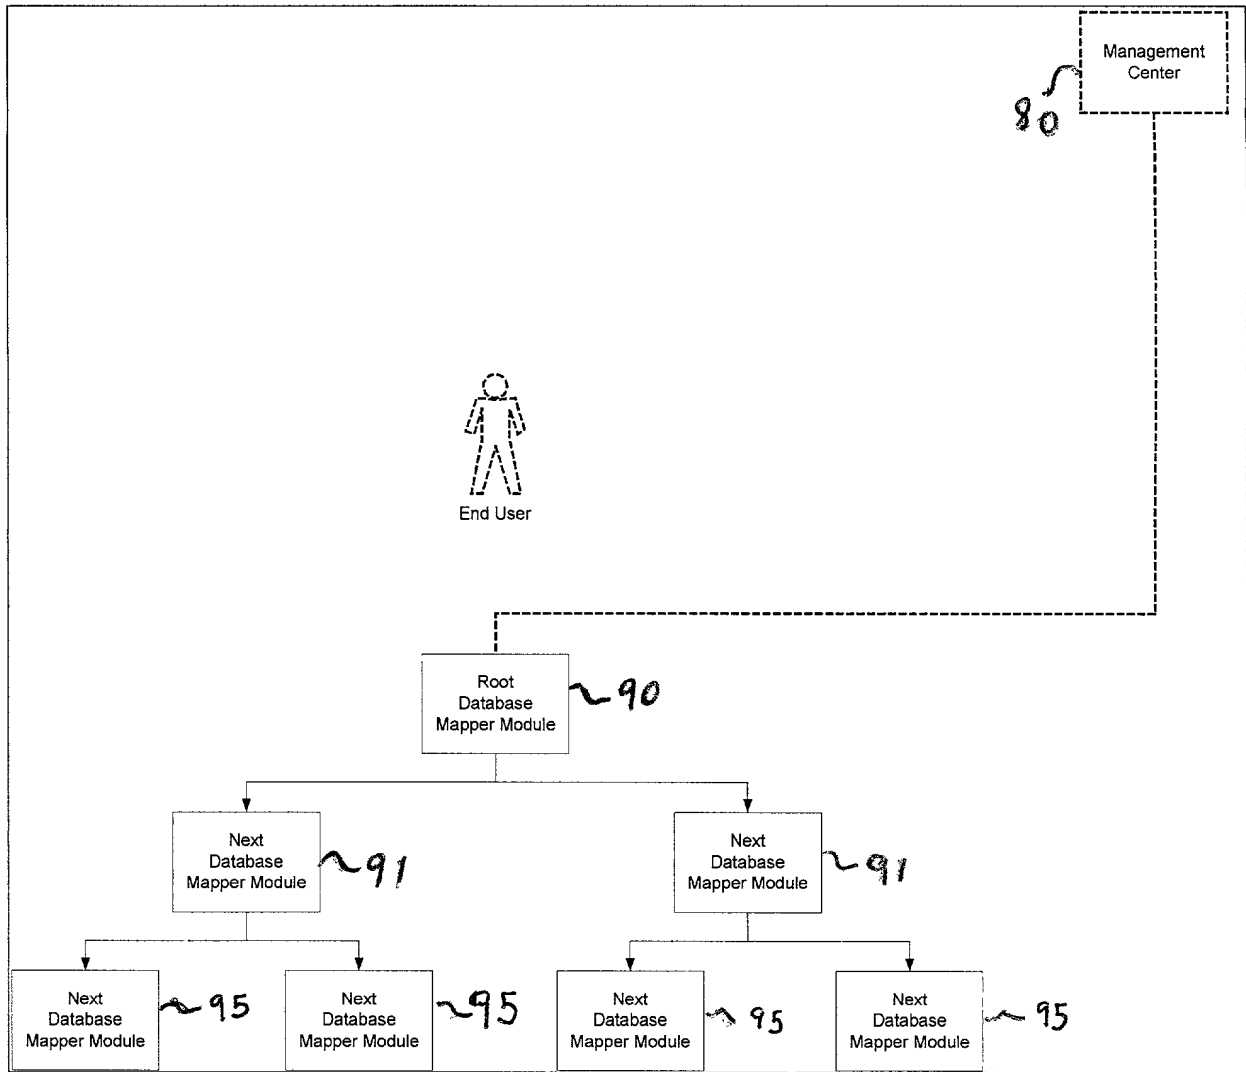 Management
Center
80
End User
Root
Database
Mapper Module
90
Next
Database
Mapper Module
91
Next
Database
Mapper Module
91
Next
Database
Mapper Module
95
Next
Database
Mapper Module
95
Next
Database
Mapper Module
95
Next
Database
Mapper Module
95